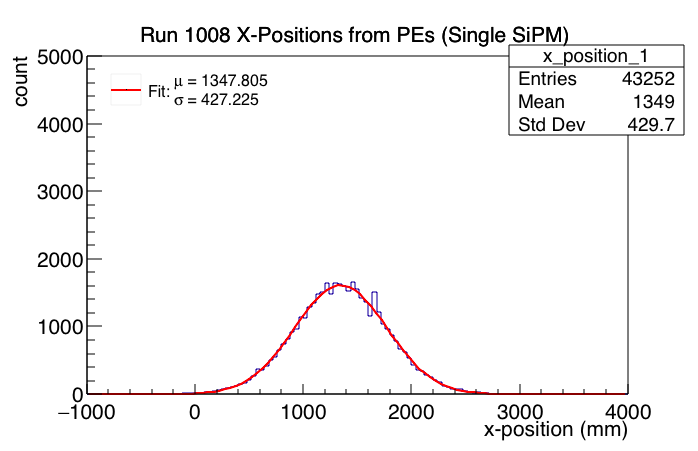 Run 1008 X-Positions from PEs (Single SiPM)
x_position_1
Entries 43252
Mean 1349
Std Dev 429.7
Fit: μ = 1347.805
σ = 427.225
count
5000
4000
3000
2000
1000
0
−1000 0 1000 2000 3000 4000
x-position (mm)